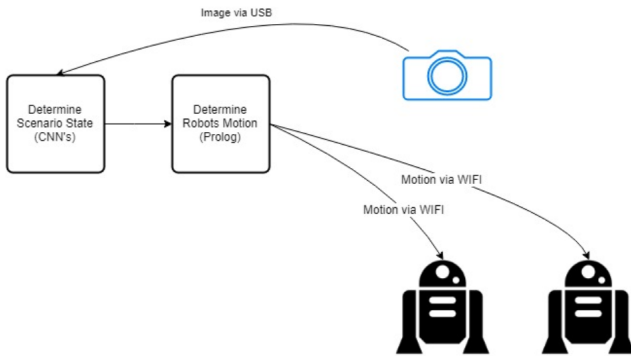 Image via USB
Determine
Scenario State
(CNN's)
Determine
Robots Motion
(Prolog)
Motion via WIFI
Motion via WIFI